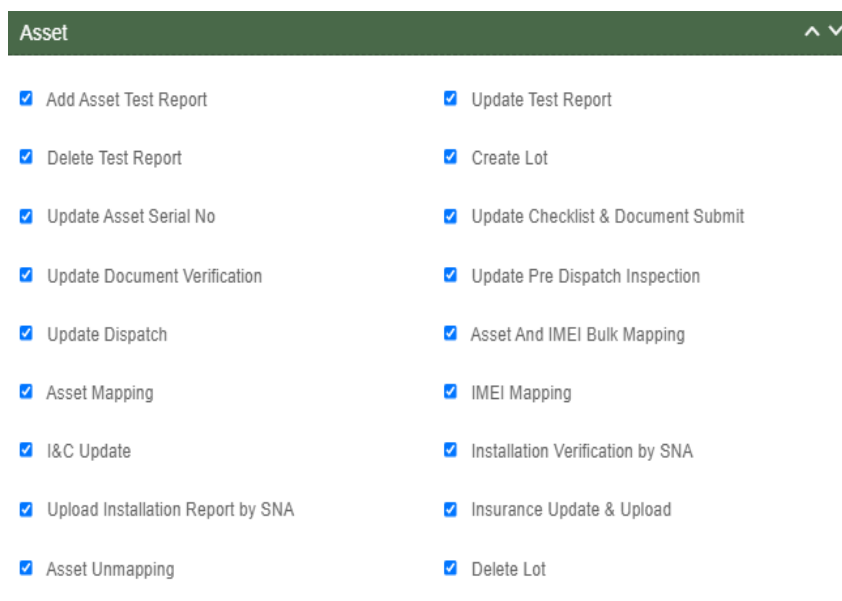 Asset
Add Asset Test Report
Update Test Report
Delete Test Report
Create Lot
Update Asset Serial No
Update Checklist & Document Submit
Update Document Verification
Update Pre Dispatch Inspection
Update Dispatch
Asset And IMEI Bulk Mapping
Asset Mapping
IMEI Mapping
I&C Update
Installation Verification by SNA
Upload Installation Report by SNA
Insurance Update & Upload
Asset Unmapping
Delete Lot